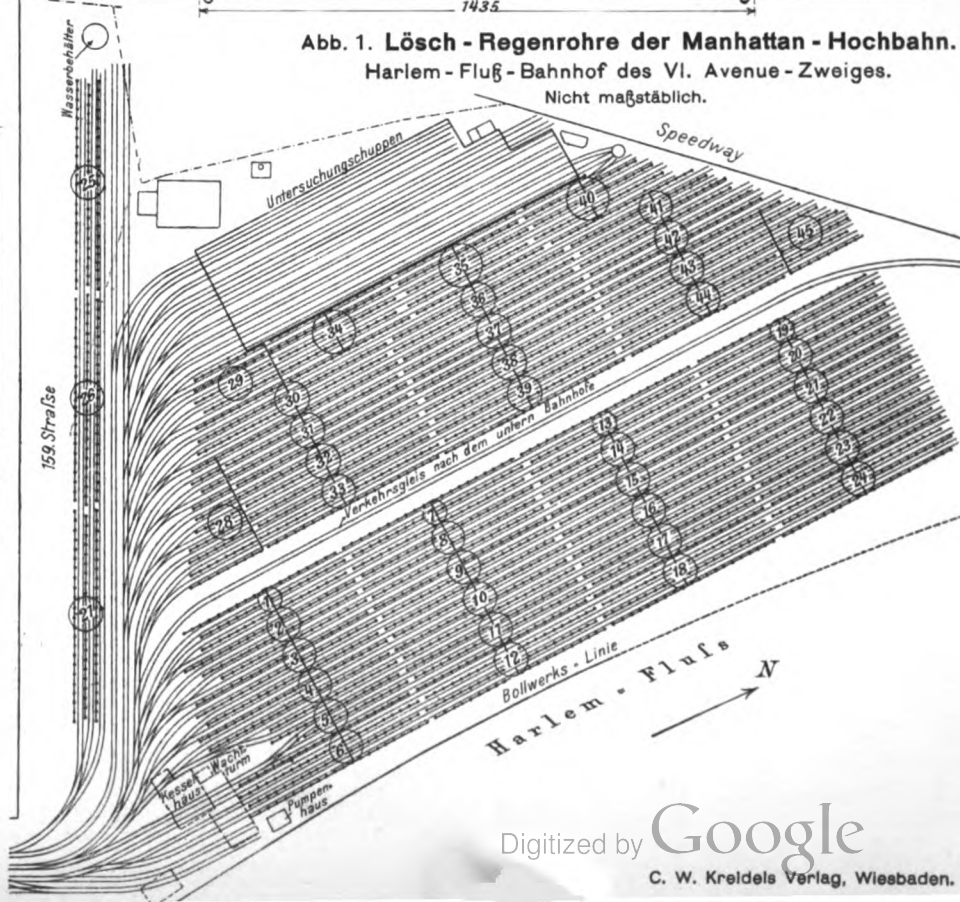 1435
Abb. 1. Lösch - Regenrohre der Manhattan - Hochbahn.
Harlem - Fluß - Bahnhof des VI. Avenue - Zweiges.
Nicht maßstäblich.
Wasserbehälter
Speedway
Untersuchungschuppen
159. Straſse
25
26
27
28
29
30
31
32
33
34
35
36
37
38
39
40
41
42
43
44
45
Verkehrsgleis nach dem untern Bahnhofe
1
2
3
4
5
6
7
8
9
10
11
12
13
14
15
16
17
18
19
20
21
22
23
24
Bollwerks - Linie
Harlem - Fluſs
N
Kessel-
haus
Wacht-
turm
Pumpen-
haus
Digitized by Google
C. W. Kreidels Verlag, Wiesbaden.